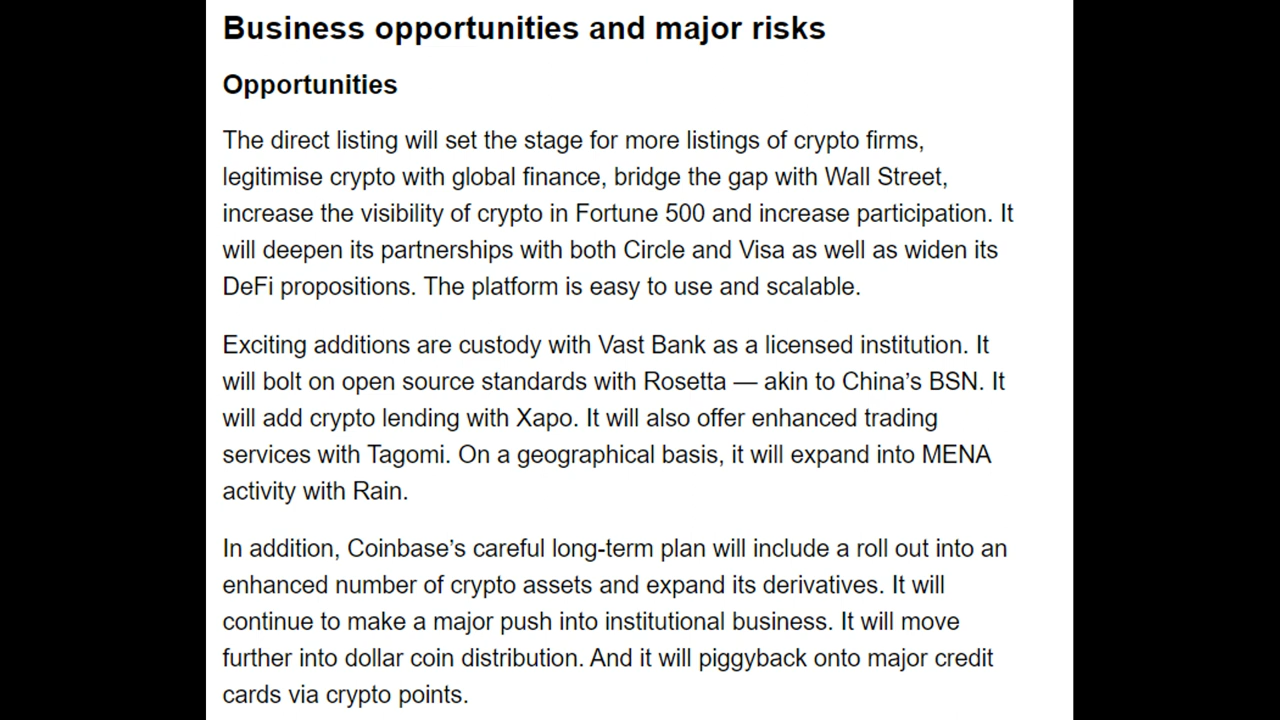 Business opportunities and major risks
Opportunities
The direct listing will set the stage for more listings of crypto firms,
legitimise crypto with global finance, bridge the gap with Wall Street,
increase the visibility of crypto in Fortune 500 and increase participation. It
will deepen its partnerships with both Circle and Visa as well as widen its
DeFi propositions. The platform is easy to use and scalable.
Exciting additions are custody with Vast Bank as a licensed institution. It
will bolt on open source standards with Rosetta — akin to China’s BSN. It
will add crypto lending with Xapo. It will also offer enhanced trading
services with Tagomi. On a geographical basis, it will expand into MENA
activity with Rain.
In addition, Coinbase’s careful long-term plan will include a roll out into an
enhanced number of crypto assets and expand its derivatives. It will
continue to make a major push into institutional business. It will move
further into dollar coin distribution. And it will piggyback onto major credit
cards via crypto points.